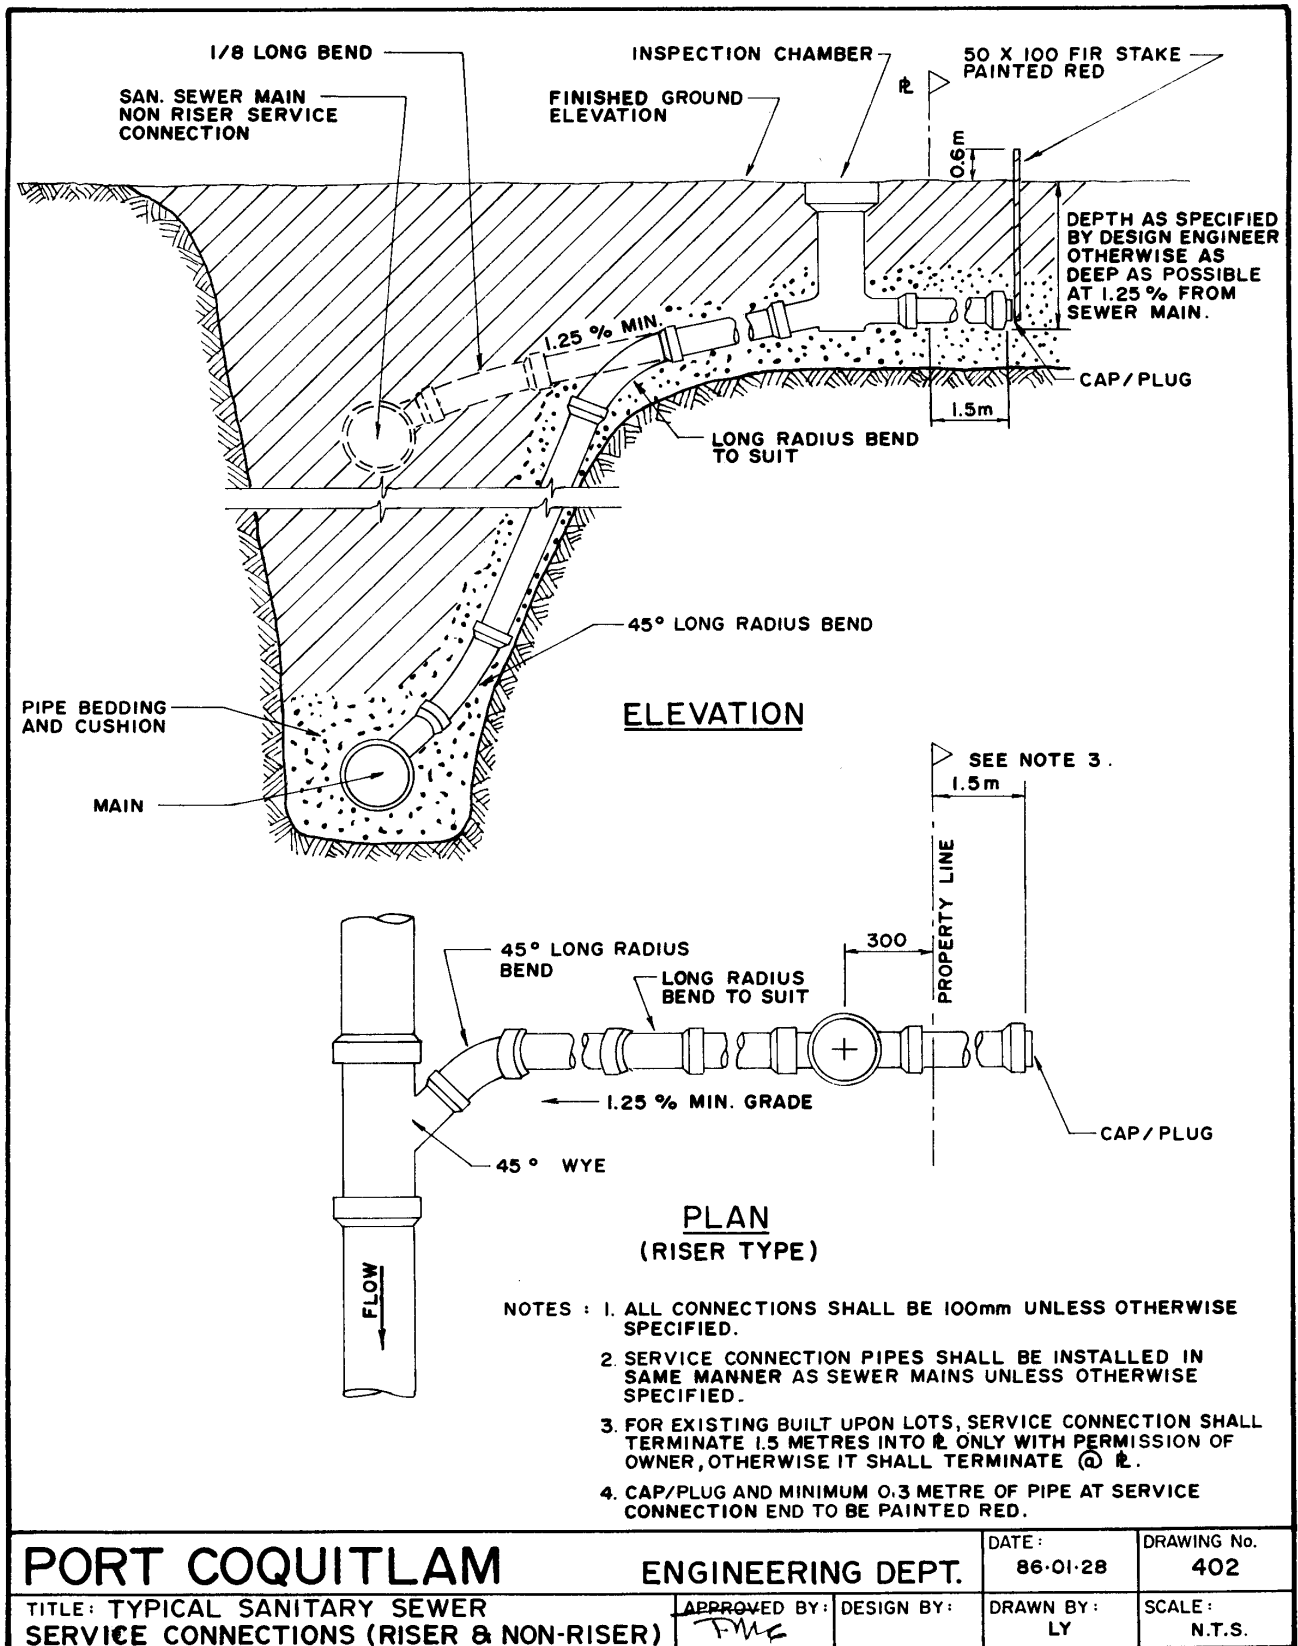 1/8 LONG BEND
INSPECTION CHAMBER
50 X 100 FIR STAKE
PAINTED RED
SAN. SEWER MAIN
NON RISER SERVICE
CONNECTION
FINISHED GROUND
ELEVATION
℄
0.6m
DEPTH AS SPECIFIED
BY DESIGN ENGINEER
OTHERWISE AS
DEEP AS POSSIBLE
AT 1.25% FROM
SEWER MAIN.
1.25 % MIN.
CAP/PLUG
1.5m
LONG RADIUS BEND
TO SUIT
45° LONG RADIUS BEND
PIPE BEDDING
AND CUSHION
ELEVATION
MAIN
SEE NOTE 3.
1.5m
PROPERTY LINE
300
45° LONG RADIUS
BEND
LONG RADIUS
BEND TO SUIT
1.25 % MIN. GRADE
CAP/PLUG
45° WYE
PLAN
(RISER TYPE)
FLOW
NOTES : 1. ALL CONNECTIONS SHALL BE 100mm UNLESS OTHERWISE
SPECIFIED.
2. SERVICE CONNECTION PIPES SHALL BE INSTALLED IN
SAME MANNER AS SEWER MAINS UNLESS OTHERWISE
SPECIFIED.
3. FOR EXISTING BUILT UPON LOTS, SERVICE CONNECTION SHALL
TERMINATE 1.5 METRES INTO ℄ ONLY WITH PERMISSION OF
OWNER, OTHERWISE IT SHALL TERMINATE @ ℄.
4. CAP/PLUG AND MINIMUM 0.3 METRE OF PIPE AT SERVICE
CONNECTION END TO BE PAINTED RED.
PORT COQUITLAM
ENGINEERING DEPT.
DATE:
86·01·28
DRAWING No.
402
TITLE: TYPICAL SANITARY SEWER
SERVICE CONNECTIONS (RISER & NON-RISER)
APPROVED BY:
DESIGN BY:
DRAWN BY:
LY
SCALE:
N.T.S.